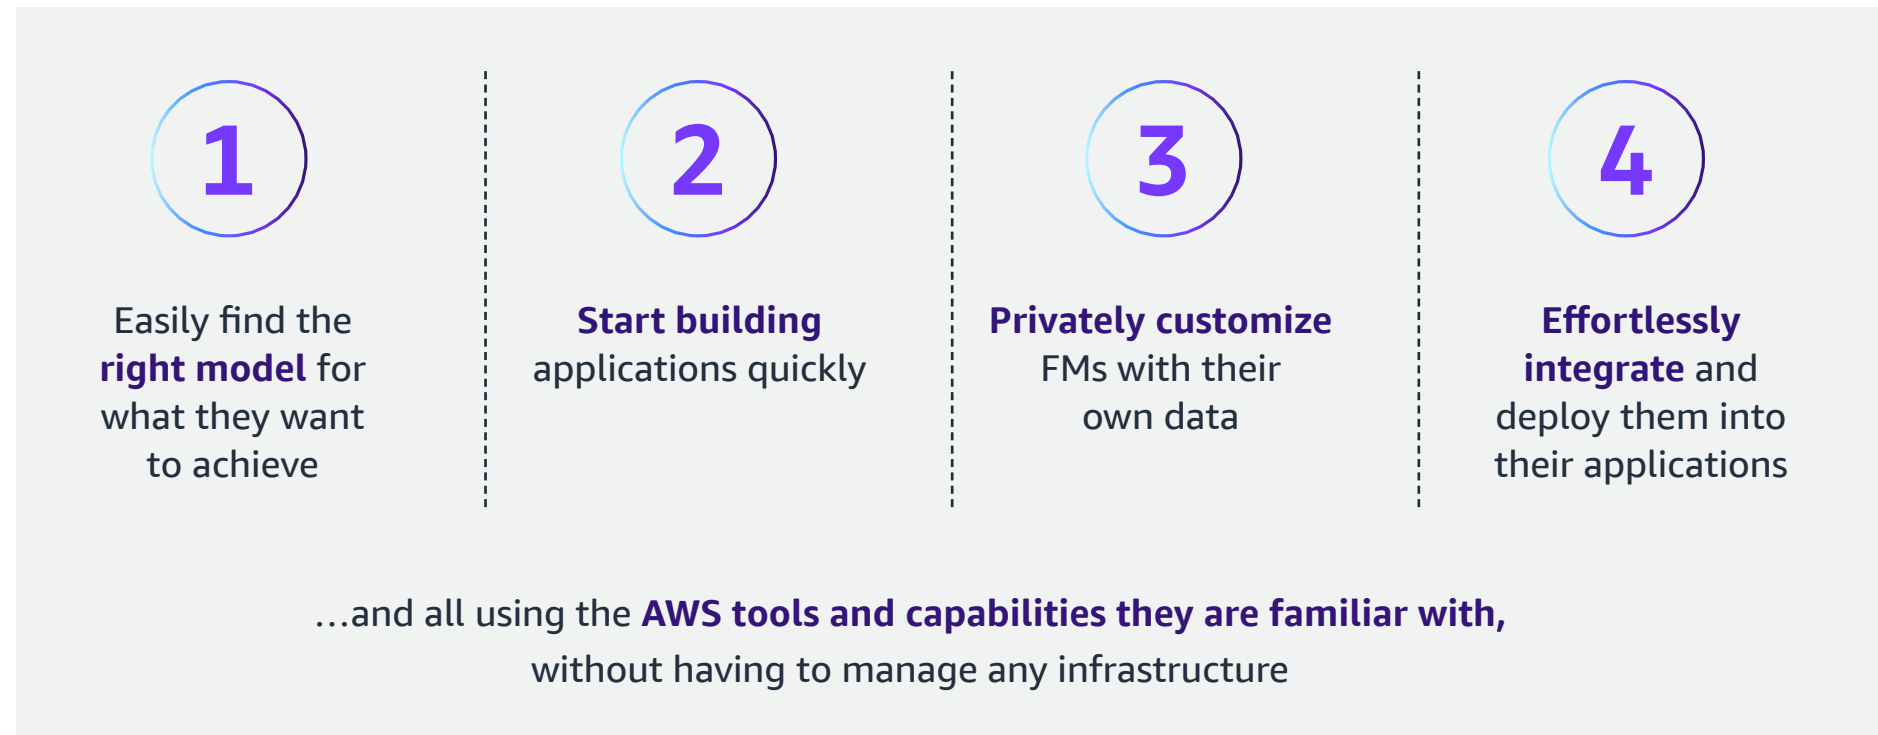 1
Easily find the
right model for
what they want
to achieve
2
Start building
applications quickly
3
Privately customize
FMs with their
own data
4
Effortlessly
integrate and
deploy them into
their applications
...and all using the AWS tools and capabilities they are familiar with,
without having to manage any infrastructure